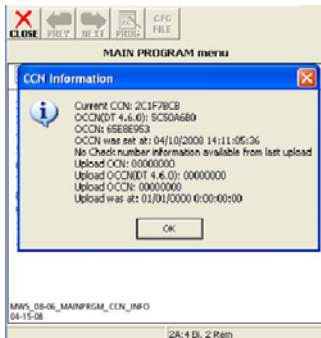 CLOSE PREV NEXT PROG CFG FILE
MAIN PROGRAM menu
CCN Information
Current CCN: 2C1F7BCB
OCCN(DT 4.6.0): 5C50A6B0
OCCN: 65E8E953
OCCN was set at: 04/10/2008 14:11:05:36
No Check number information available from last upload
Upload CCN: 00000000
Upload OCCN(DT 4.6.0): 00000000
Upload OCCN: 00000000
Upload was at: 01/01/0000 0:00:00:00
OK
MWS_08-06_MAINPRGM_CCN_INFO
04-15-08
2A:4 Bi, 2 Rem